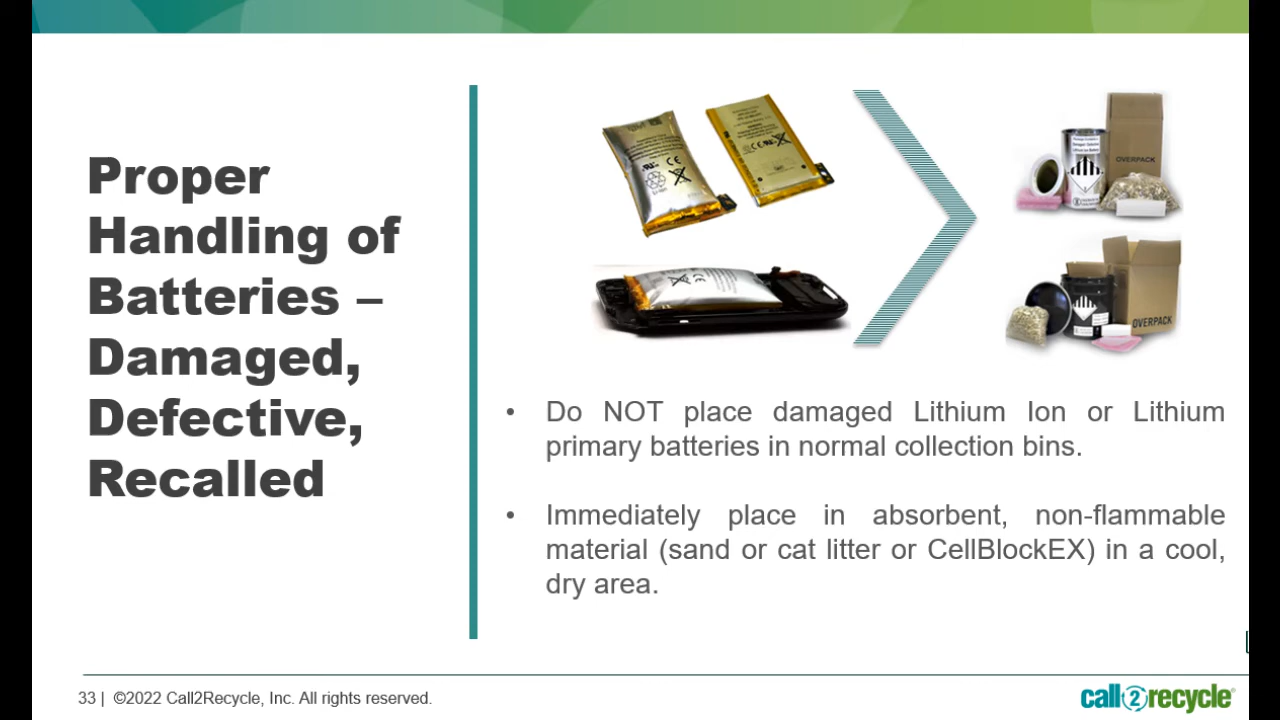 Proper
Handling of
Batteries –
Damaged,
Defective,
Recalled
OVERPACK
OVERPACK
• Do NOT place damaged Lithium Ion or Lithium
primary batteries in normal collection bins.
• Immediately place in absorbent, non-flammable
material (sand or cat litter or CellBlockEX) in a cool,
dry area.
33 | ©2022 Call2Recycle, Inc. All rights reserved.
call2recycle®